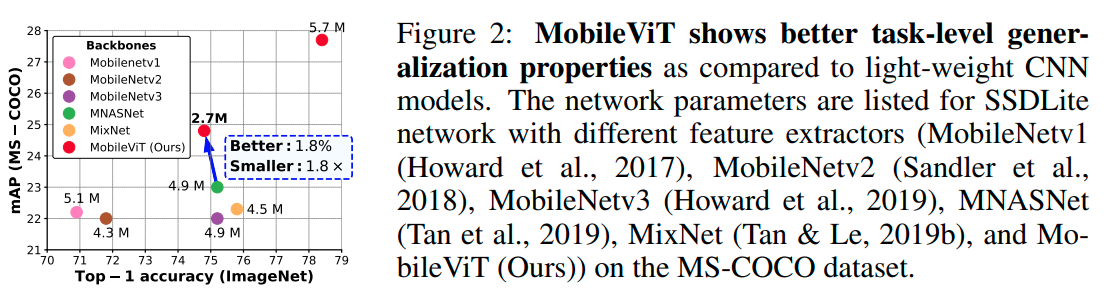 5.7 M
28
27
26
25
24
23
22
21
mAP (MS − COCO)
Backbones
Mobilenetv1
MobileNetv2
MobileNetv3
MNASNet
MixNet
MobileViT (Ours)
2.7M
Better: 1.8%
Smaller: 1.8 ×
4.9 M
5.1 M
4.5 M
4.3 M
4.9 M
70 71 72 73 74 75 76 77 78 79
Top − 1 accuracy (ImageNet)
Figure 2: MobileViT shows better task-level gener-
alization properties as compared to light-weight CNN
models. The network parameters are listed for SSDLite
network with different feature extractors (MobileNetv1
(Howard et al., 2017), MobileNetv2 (Sandler et al.,
2018), MobileNetv3 (Howard et al., 2019), MNASNet
(Tan et al., 2019), MixNet (Tan & Le, 2019b), and Mo-
bileViT (Ours)) on the MS-COCO dataset.